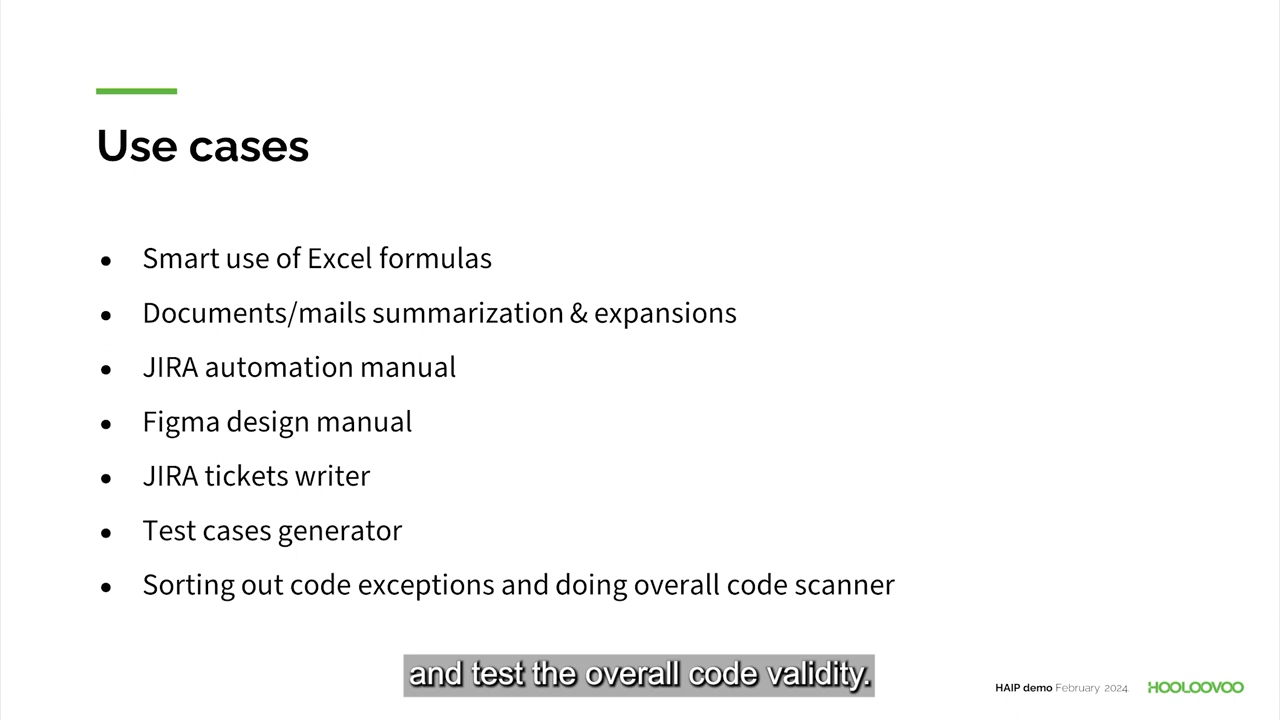 Use cases
• Smart use of Excel formulas
• Documents/mails summarization & expansions
• JIRA automation manual
• Figma design manual
• JIRA tickets writer
• Test cases generator
• Sorting out code exceptions and doing overall code scanner
and test the overall code validity.
HAIP demo February 2024. HOOLOOVOO